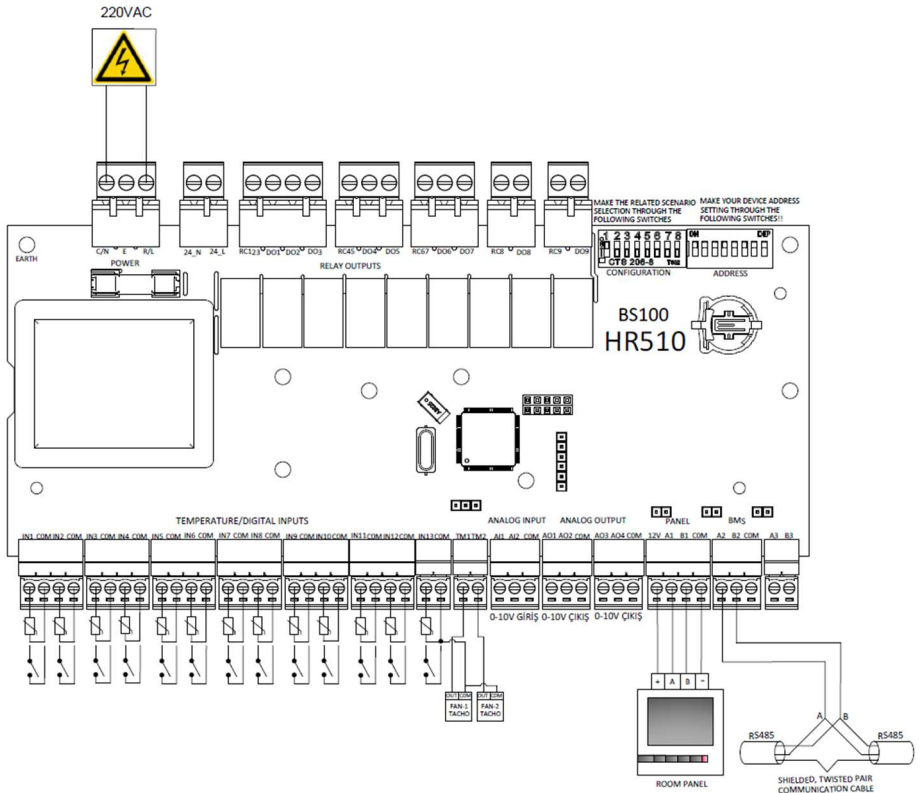 220VAC
MAKE THE RELATED SCENARIO
SELECTION THROUGH THE
FOLLOWING SWITCHES
MAKE YOUR DEVICE ADDRESS
SETTING THROUGH THE
FOLLOWING SWITCHES!!
EARTH
C/N E R/L
24_N 24_L
RC123 DO1 DO2 DO3
RC45 DO4 DO5
RC67 DO6 DO7
RC8 DO8
RC9 DO9
POWER
RELAY OUTPUTS
1 2 3 4 5 6 7 8
CTS 206-8
CONFIGURATION
ADDRESS
BS100
HR510
TEMPERATURE/DIGITAL INPUTS
ANALOG INPUT
ANALOG OUTPUT
PANEL
BMS
IN1 COM IN2 COM
IN3 COM IN4 COM
IN5 COM IN6 COM
IN7 COM IN8 COM
IN9 COM IN10 COM
IN11 COM IN12 COM
IN13 COM
TM1 TM2
AI1 AI2 COM
AO1 AO2 COM
AO3 AO4 COM
12V A1 B1 COM
A2 B2 COM
A3 B3
0-10V GİRİŞ
0-10V ÇIKIŞ
0-10V ÇIKIŞ
OUT COM
FAN-1
TACHO
OUT COM
FAN-2
TACHO
+ A B -
ROOM PANEL
A B
RS485
RS485
SHIELDED, TWISTED PAIR
COMMUNICATION CABLE